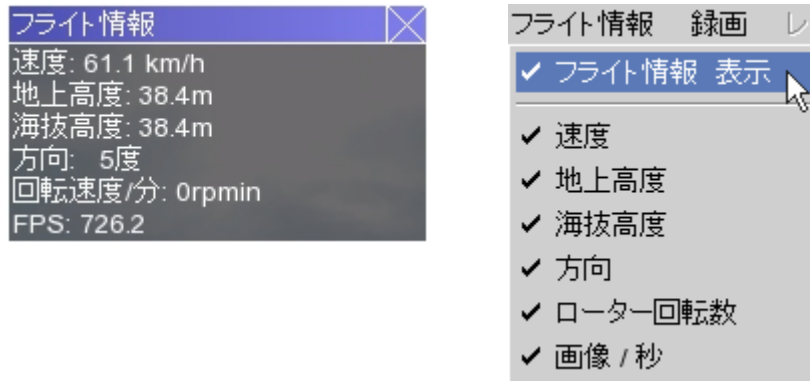 フライト情報
速度: 61.1 km/h
地上高度: 38.4m
海抜高度: 38.4m
方向: 5度
回転速度/分: 0rpmin
FPS: 726.2
フライト情報 録画 レ
フライト情報 表示
速度
地上高度
海抜高度
方向
ローター回転数
画像 / 秒